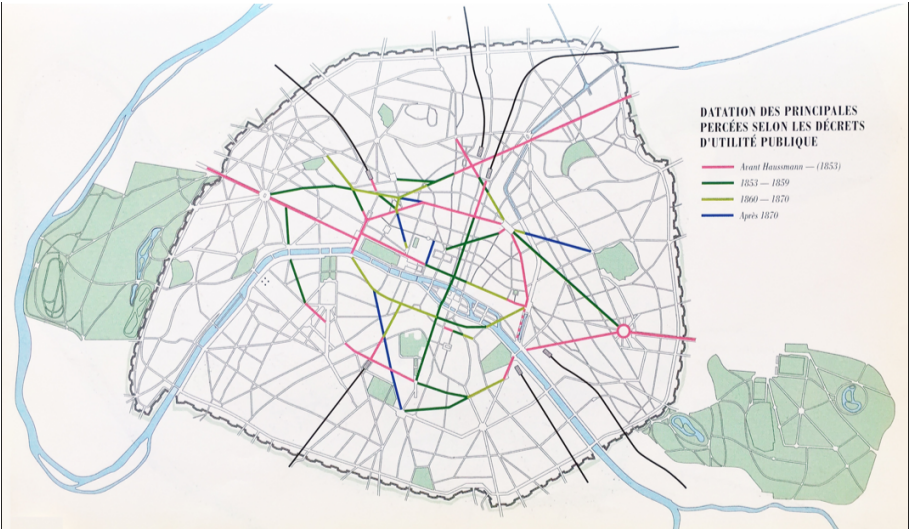 DATATION DES PRINCIPALES
PERCÉES SELON LES DÉCRETS
D'UTILITÉ PUBLIQUE
Avant Haussmann — (1853)
1853 — 1859
1860 — 1870
Après 1870